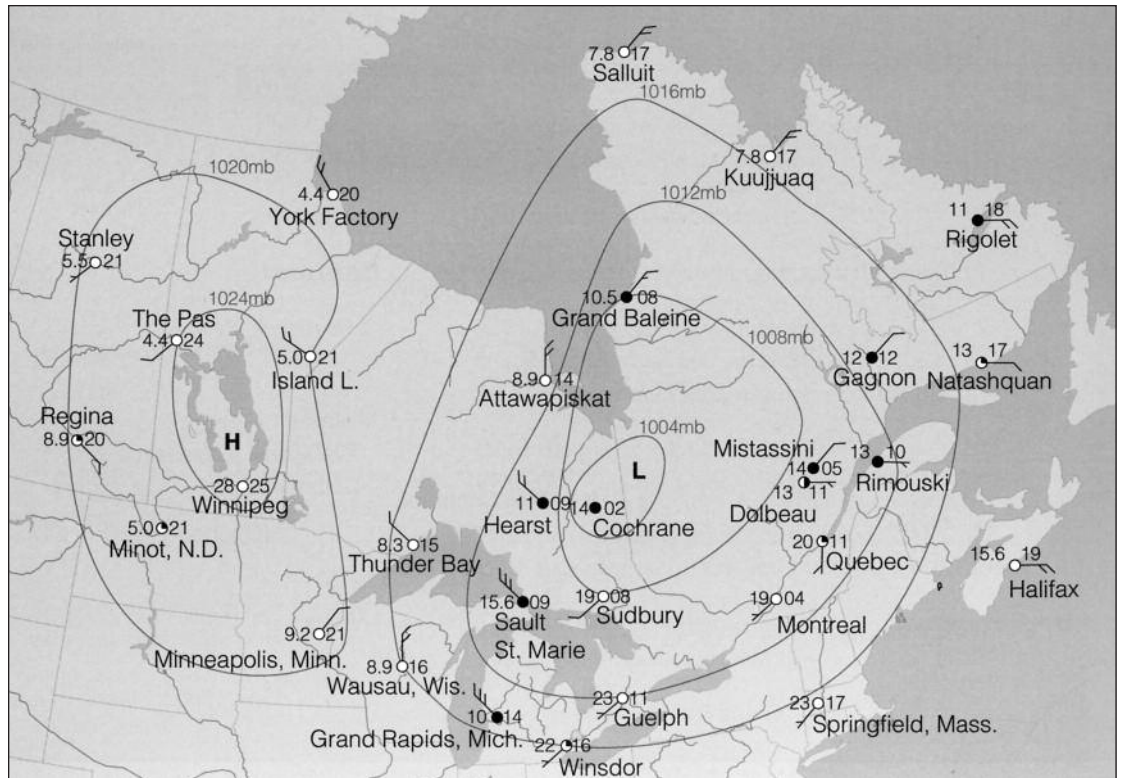 7.8 17
Salluit
1016mb
7.8 17
Kuujjuaq
1020mb
4.4 20
York Factory
1012mb
11 18
Rigolet
Stanley
5.5 21
1024mb
10.5 08
Grand Baleine
The Pas
4.4 24
1008mb
5.0 21
Island L.
12 12
Gagnon
13 17
Natashquan
8.9 14
Attawapiskat
Regina
8.9 20
H
1004mb
L
Mistassini
14 05
13 10
Rimouski
28 25
Winnipeg
13 11
Dolbeau
11 09
Hearst
14 02
Cochrane
5.0 21
Minot, N.D.
8.3 15
Thunder Bay
20 11
Quebec
15.6 19
Halifax
15.6 09
Sault
St. Marie
19 08
Sudbury
19 04
Montreal
9.2 21
Minneapolis, Minn.
8.9 16
Wausau, Wis.
23 11
Guelph
23 17
Springfield, Mass.
10 14
Grand Rapids, Mich.
22 16
Winsdor